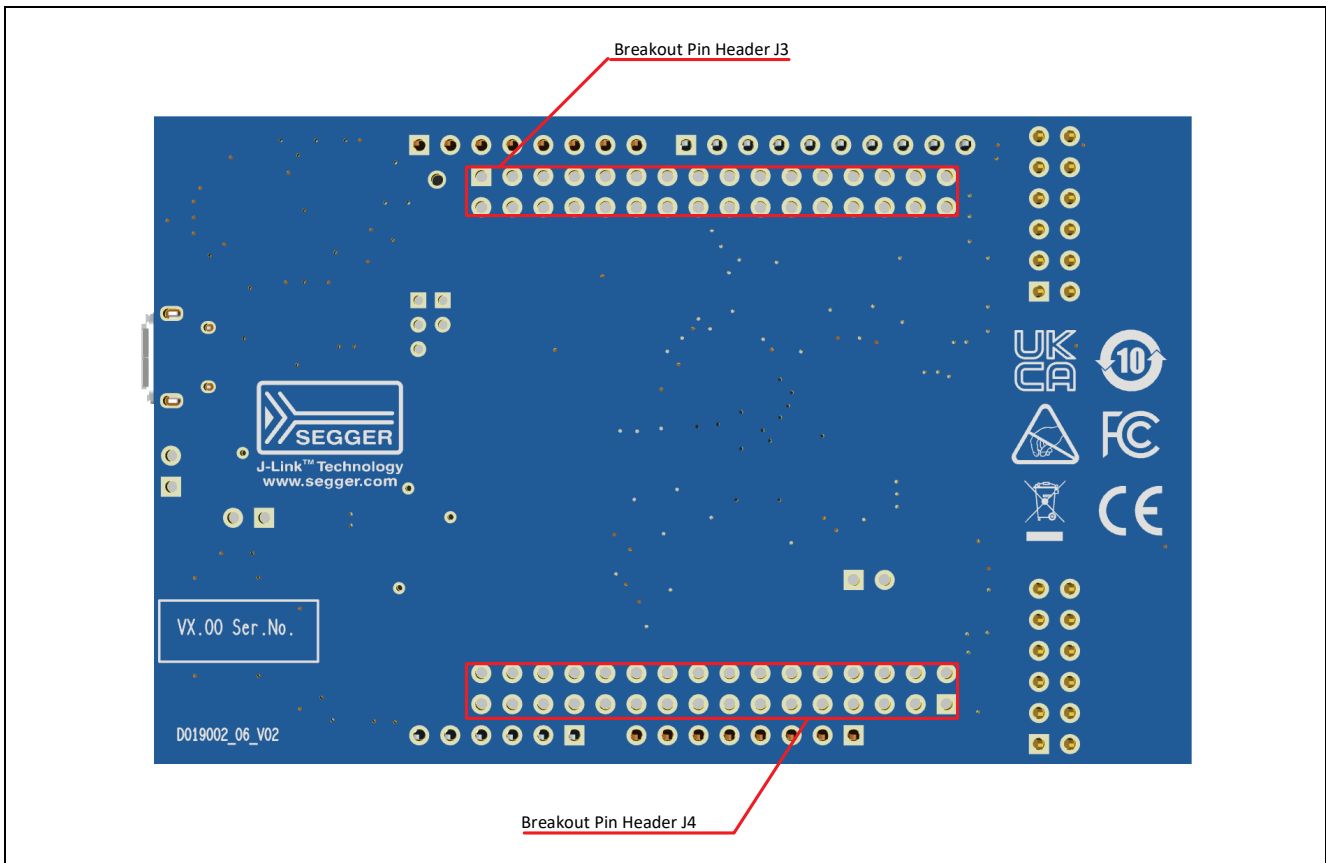 Breakout Pin Header J3
UK
CA
10
SEGGER
J-Link™ Technology
www.segger.com
FC
CE
VX.00 Ser.No.
D019002_06_V02
Breakout Pin Header J4